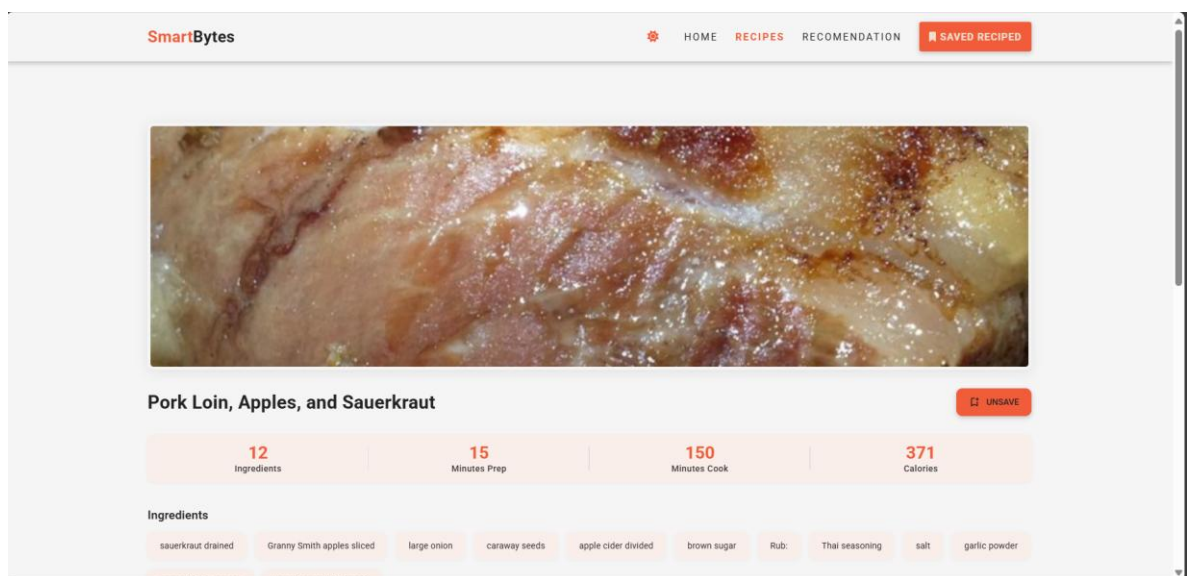 SmartBytes HOME RECIPES RECOMENDATION SAVED RECIPED
Pork Loin, Apples, and Sauerkraut UNSAVE
12 15 150 371
Ingredients Minutes Prep Minutes Cook Calories
Ingredients
sauerkraut drained Granny Smith apples sliced large onion caraway seeds apple cider divided brown sugar Rub: Thai seasoning salt garlic powder